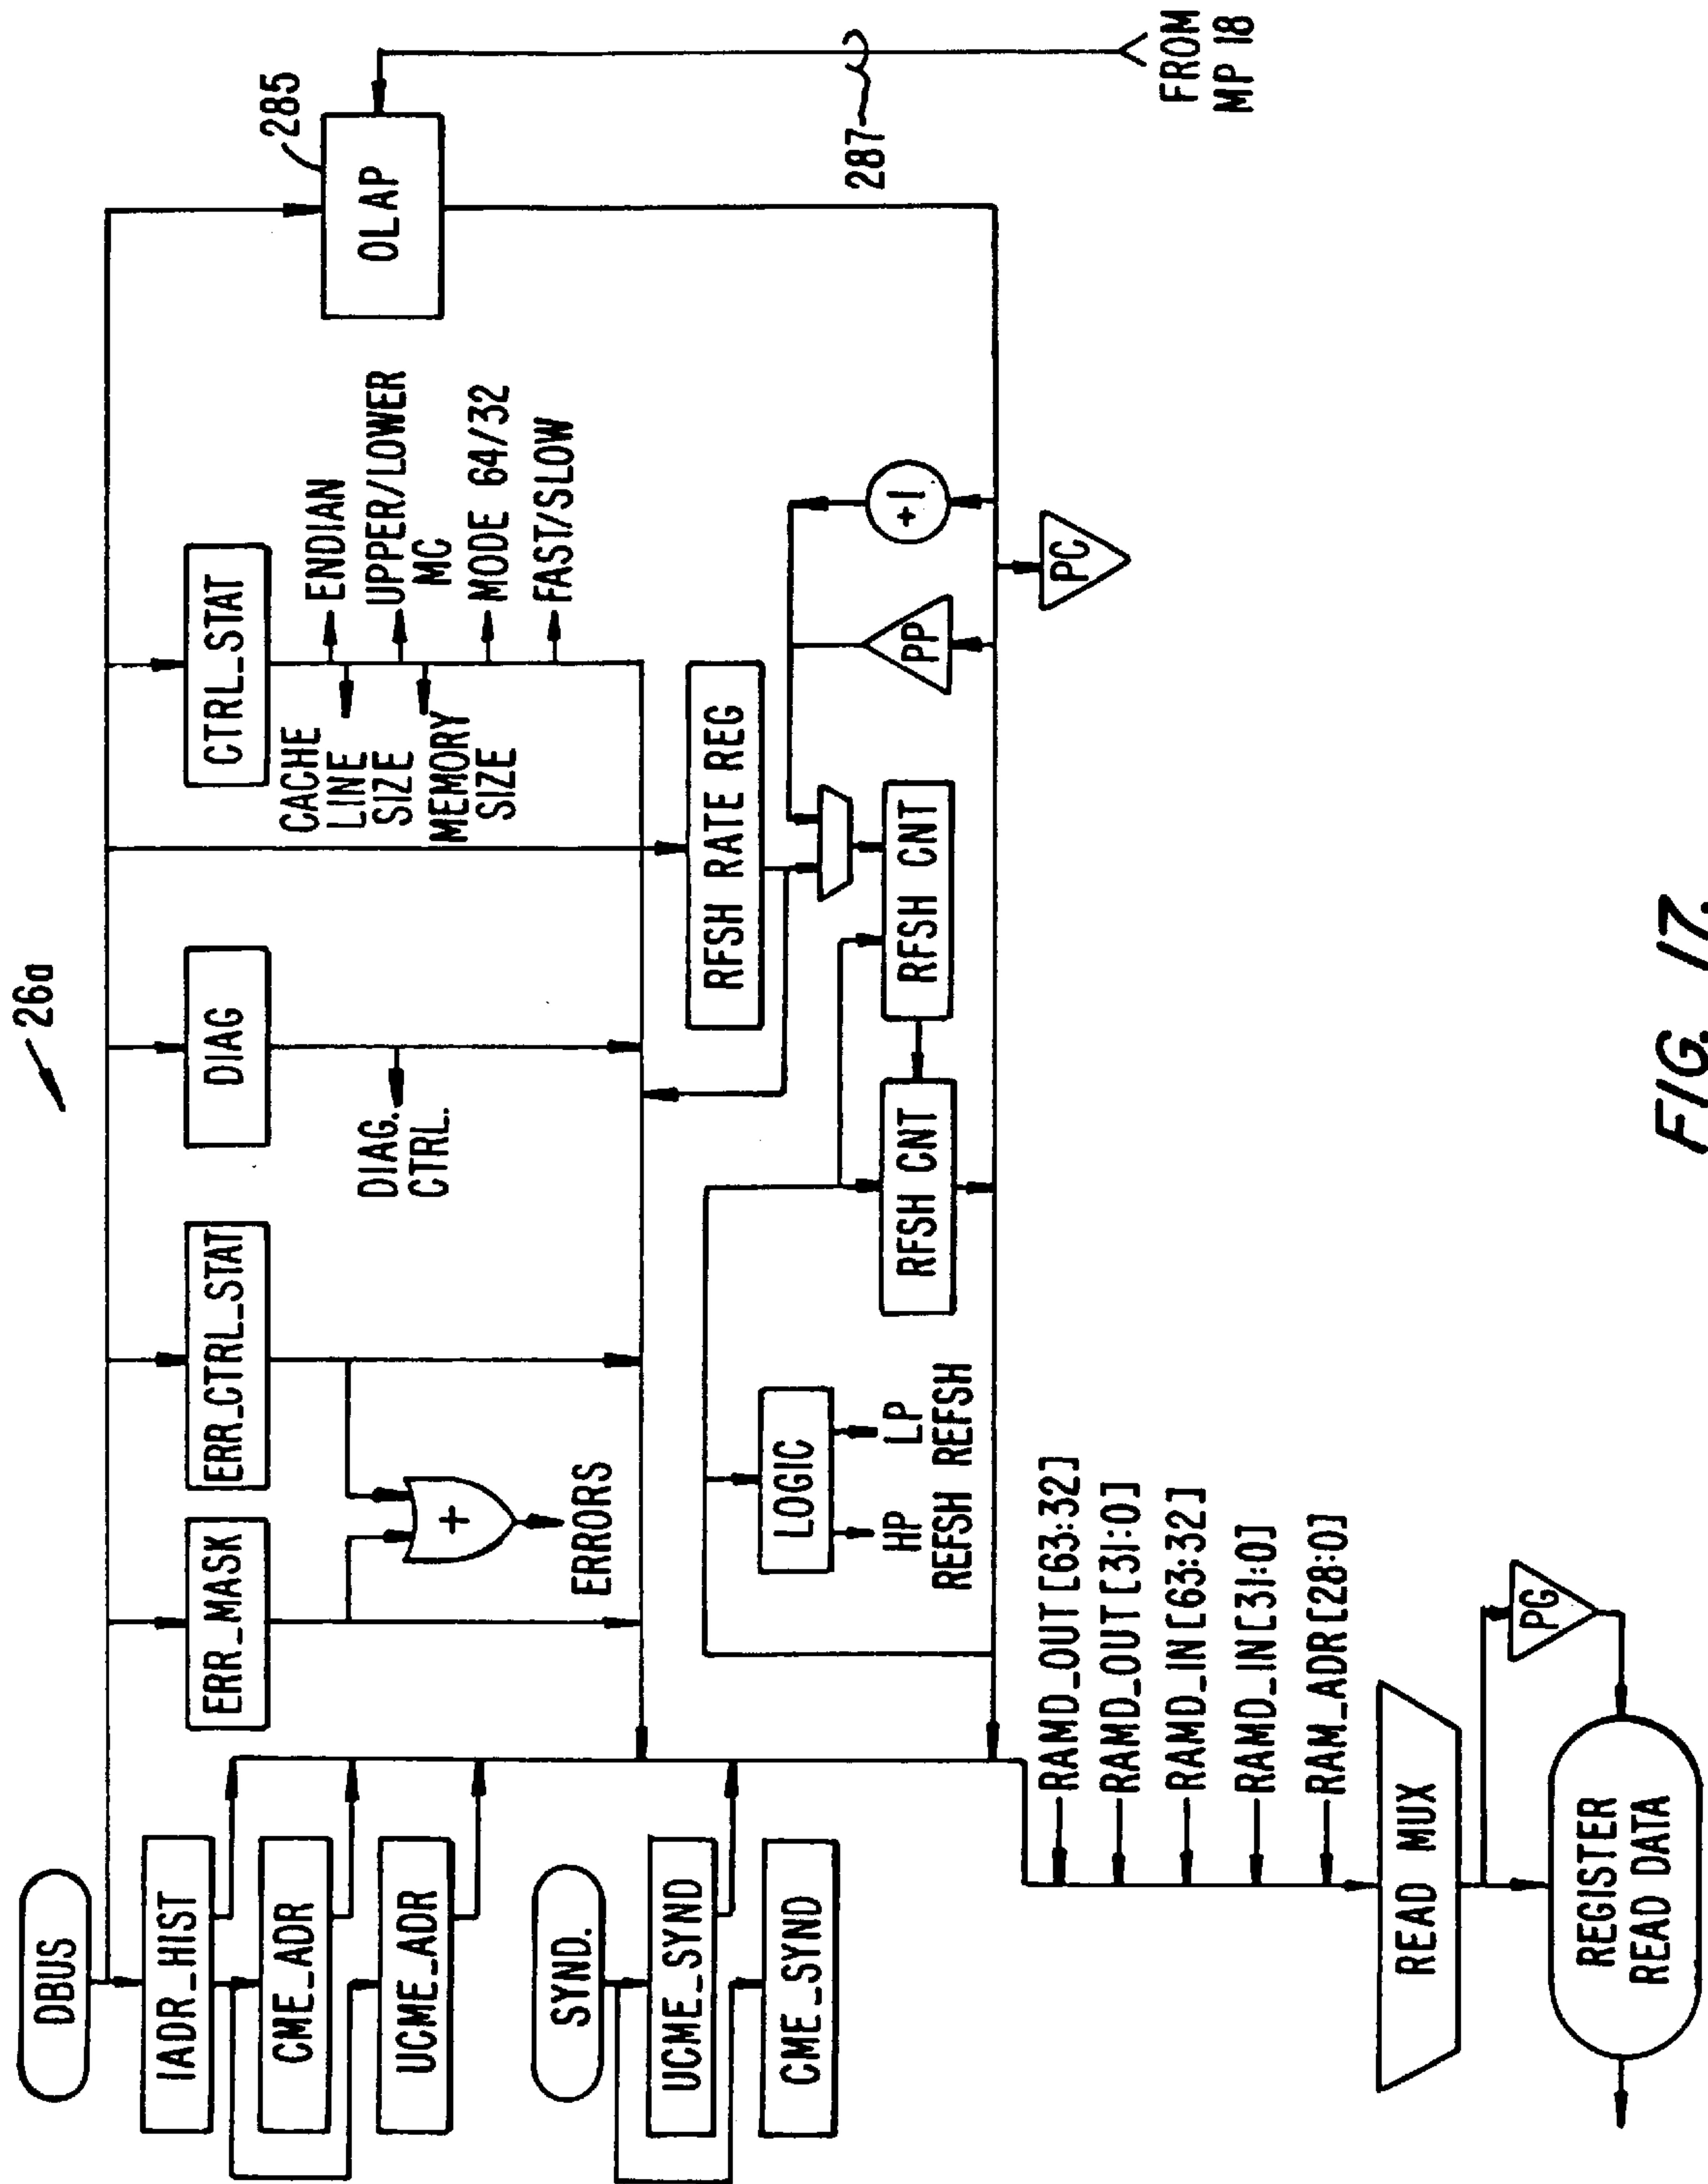 26a
DBUS
IADR_HIST
CME_ADR
UCME_ADR
SYND.
UCME_SYND
CME_SYND
ERR_MASK
ERR_CTRL_STAT
+
ERRORS
DIAG
DIAG.
CTRL.
CTRL_STAT
CACHE
LINE
SIZE
MEMORY
SIZE
ENDIAN
UPPER/LOWER
MC
MODE 64/32
FAST/SLOW
OLAP
285
287
FROM
MP 18
RFSH RATE REG
RFSH CNT
RFSH CNT
LOGIC
HP
REFSH
LP
REFSH
PP
+1
PC
RAMD_OUT[63:32]
RAMD_OUT[31:0]
RAMD_IN[63:32]
RAMD_IN[31:0]
RAM_ADR[28:0]
READ MUX
PG
REGISTER
READ DATA
FIG. 17.